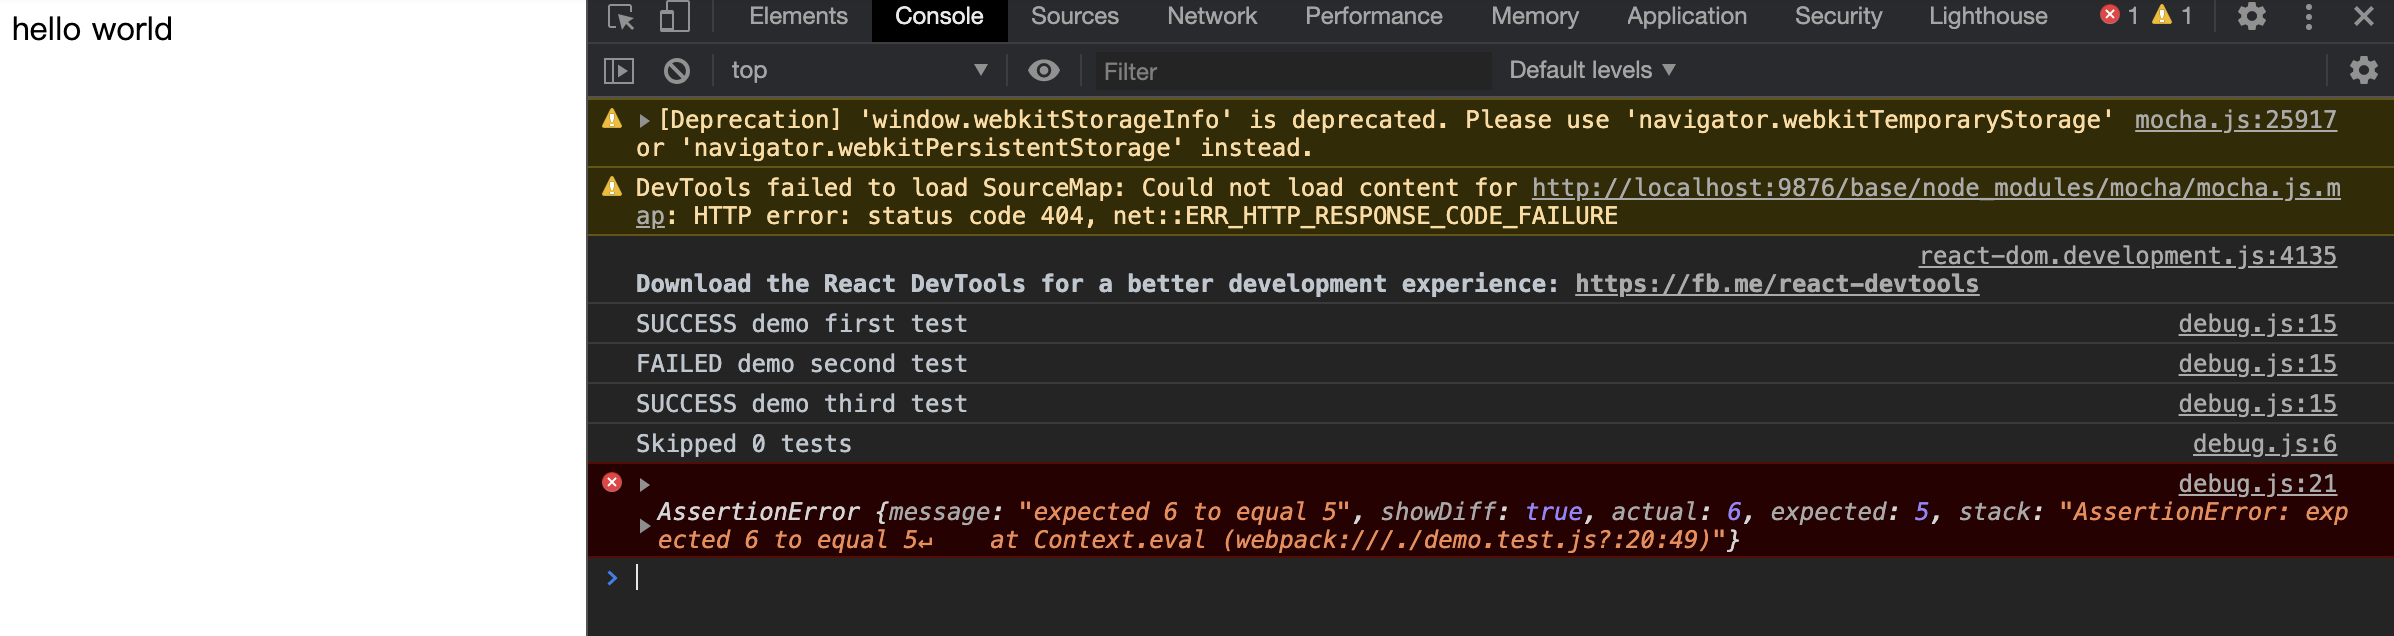 hello world
Elements Console Sources Network Performance Memory Application Security Lighthouse 1 1
top Filter Default levels
[Deprecation] 'window.webkitStorageInfo' is deprecated. Please use 'navigator.webkitTemporaryStorage' mocha.js:25917
or 'navigator.webkitPersistentStorage' instead.
DevTools failed to load SourceMap: Could not load content for http://localhost:9876/base/node_modules/mocha/mocha.js.m
ap: HTTP error: status code 404, net::ERR_HTTP_RESPONSE_CODE_FAILURE
react-dom.development.js:4135
Download the React DevTools for a better development experience: https://fb.me/react-devtools
SUCCESS demo first test debug.js:15
FAILED demo second test debug.js:15
SUCCESS demo third test debug.js:15
Skipped 0 tests debug.js:6
debug.js:21
AssertionError {message: "expected 6 to equal 5", showDiff: true, actual: 6, expected: 5, stack: "AssertionError: exp
ected 6 to equal 5↵    at Context.eval (webpack:///./demo.test.js?:20:49)"}